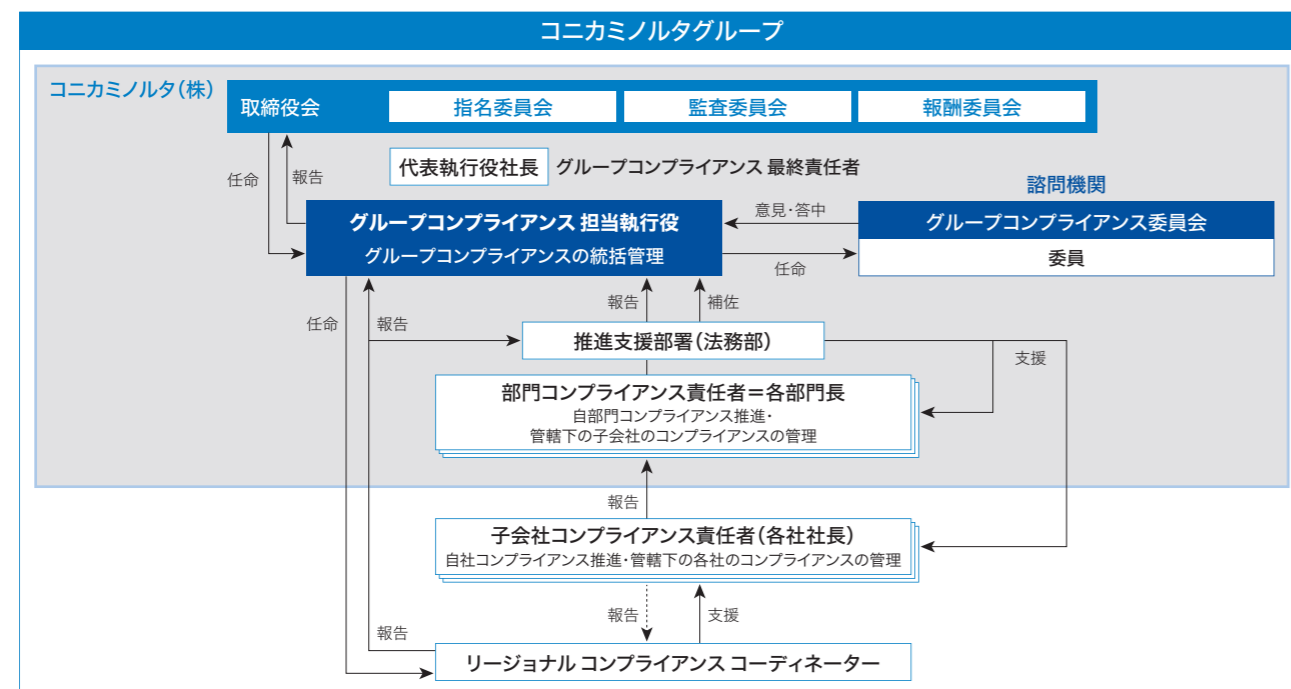 コニカミノルタグループ
コニカミノルタ(株)
取締役会
指名委員会
監査委員会
報酬委員会
任命
報告
代表執行役社長
グループコンプライアンス 最終責任者
諮問機関
グループコンプライアンス 担当執行役
グループコンプライアンスの統括管理
意見・答申
任命
グループコンプライアンス委員会
委員
任命
報告
報告
補佐
推進支援部署(法務部)
支援
部門コンプライアンス責任者=各部門長
自部門コンプライアンス推進・
管轄下の子会社のコンプライアンスの管理
報告
子会社コンプライアンス責任者(各社社長)
自社コンプライアンス推進・管轄下の各社のコンプライアンスの管理
報告
支援
報告
リージョナル コンプライアンス コーディネーター